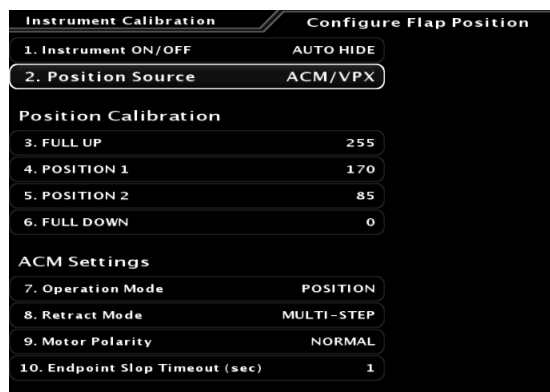 Instrument Calibration
Configure Flap Position
1. Instrument ON/OFF AUTO HIDE
2. Position Source ACM/VPX
Position Calibration
3. FULL UP 255
4. POSITION 1 170
5. POSITION 2 85
6. FULL DOWN 0
ACM Settings
7. Operation Mode POSITION
8. Retract Mode MULTI-STEP
9. Motor Polarity NORMAL
10. Endpoint Slop Timeout (sec) 1